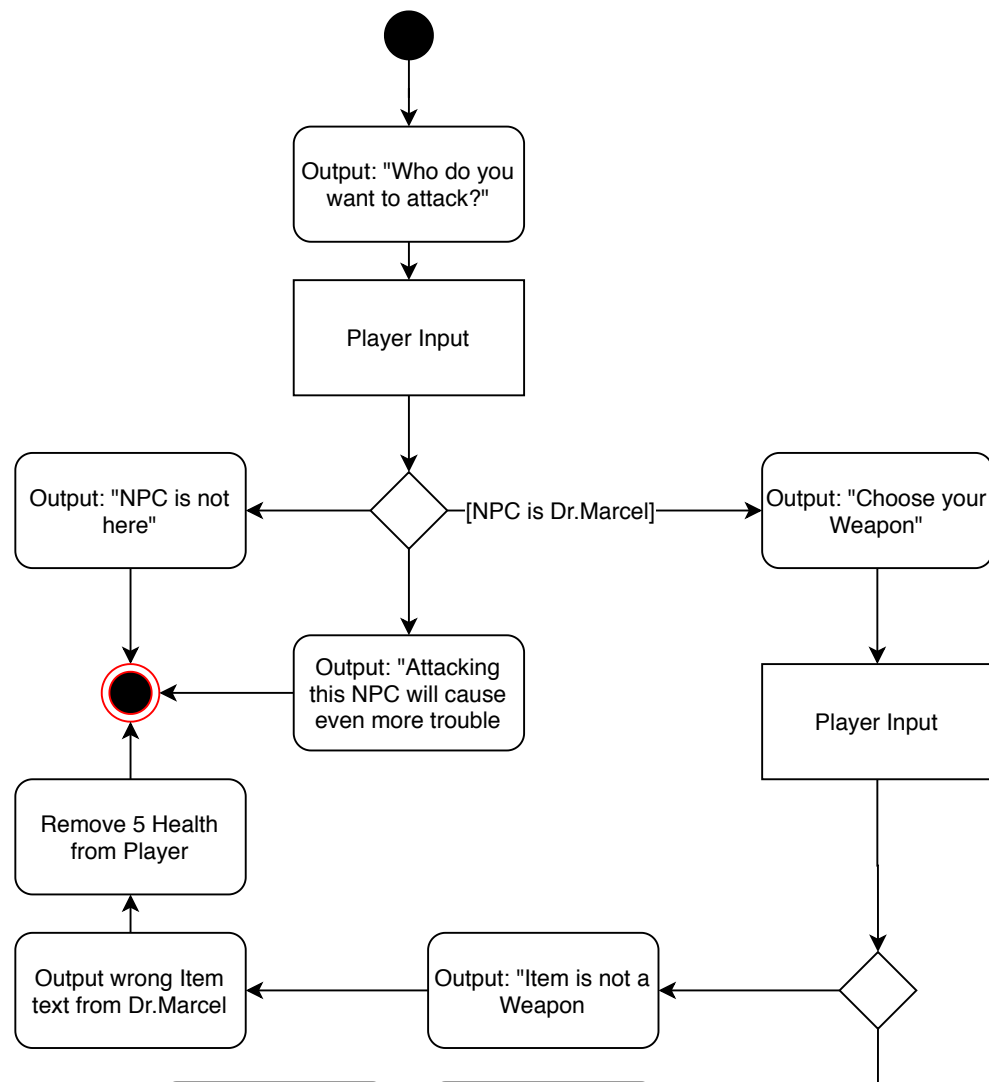 Output: "Who do you
want to attack?"
Player Input
Output: "NPC is not
here"
[NPC is Dr.Marcel]
Output: "Choose your
Weapon"
Output: "Attacking
this NPC will cause
even more trouble
Player Input
Remove 5 Health
from Player
Output wrong Item
text from Dr.Marcel
Output: "Item is not a
Weapon